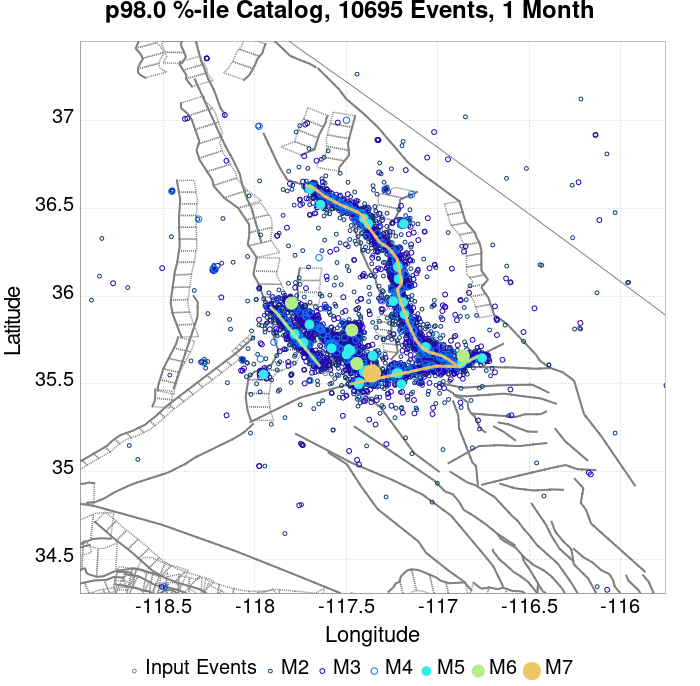 p98.0 %-ile Catalog, 10695 Events, 1 Month
37
36.5
36
35.5
35
34.5
Latitude
-118.5 -118 -117.5 -117 -116.5 -116
Longitude
Input Events M2 M3 M4 M5 M6 M7